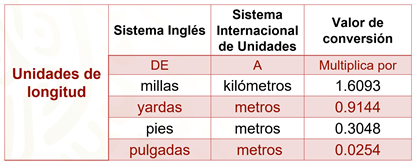 Unidades de longitud
Sistema Inglés
Sistema Internacional de Unidades
Valor de conversión
DE A Multiplica por
millas kilómetros 1.6093
yardas metros 0.9144
pies metros 0.3048
pulgadas metros 0.0254